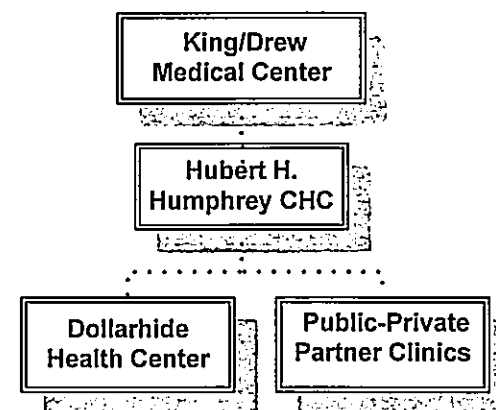 King/Drew
Medical Center
Hubert H.
Humphrey CHC
Dollarhide
Health Center
Public-Private
Partner Clinics